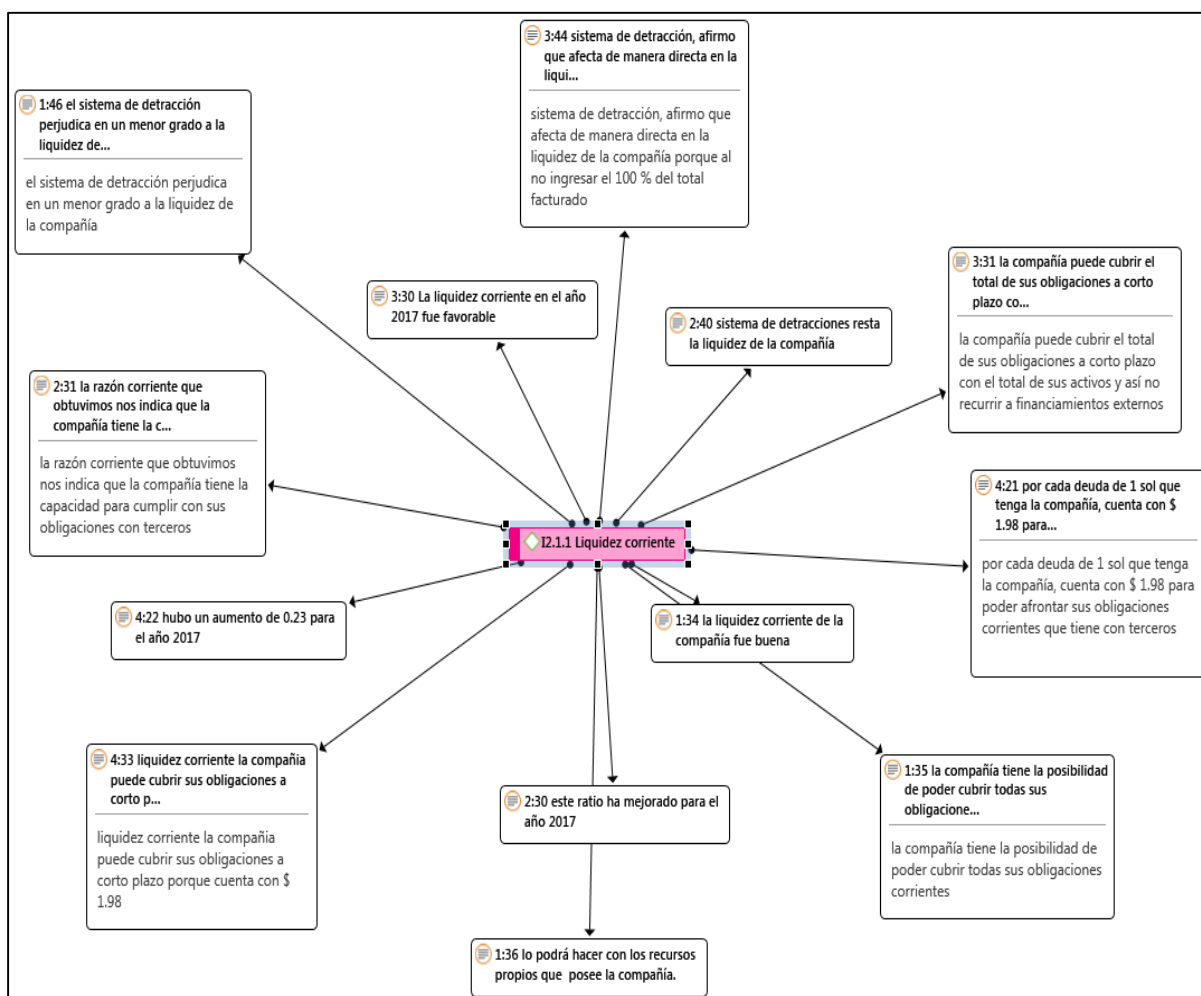 3:44 sistema de detracción, afirmo
que afecta de manera directa en la
liqui...
sistema de detracción, afirmo que
afecta de manera directa en la
liquidez de la compañía porque al
no ingresar el 100 % del total
facturado
1:46 el sistema de detracción
perjudica en un menor grado a la
liquidez de...
el sistema de detracción perjudica
en un menor grado a la liquidez de
la compañía
3:30 La liquidez corriente en el año
2017 fue favorable
2:40 sistema de detracciones resta
la liquidez de la compañía
3:31 la compañía puede cubrir el
total de sus obligaciones a corto
plazo co...
la compañía puede cubrir el total
de sus obligaciones a corto plazo
con el total de sus activos y así no
recurrir a financiamientos externos
2:31 la razón corriente que
obtuvimos nos indica que la
compañía tiene la c...
la razón corriente que obtuvimos
nos indica que la compañía tiene la
capacidad para cumplir con sus
obligaciones con terceros
4:21 por cada deuda de 1 sol que
tenga la compañía, cuenta con $
1.98 para...
por cada deuda de 1 sol que tenga
la compañía, cuenta con $ 1.98 para
poder afrontar sus obligaciones
corrientes que tiene con terceros
I2.1.1 Liquidez corriente
4:22 hubo un aumento de 0.23 para
el año 2017
1:34 la liquidez corriente de la
compañía fue buena
4:33 liquidez corriente la compañia
puede cubrir sus obligaciones a
corto p...
liquidez corriente la compañia
puede cubrir sus obligaciones a
corto plazo porque cuenta con $
1.98
2:30 este ratio ha mejorado para el
año 2017
1:35 la compañía tiene la posibilidad
de poder cubrir todas sus
obligacione...
la compañía tiene la posibilidad de
poder cubrir todas sus obligaciones
corrientes
1:36 lo podrá hacer con los recursos
propios que posee la compañía.